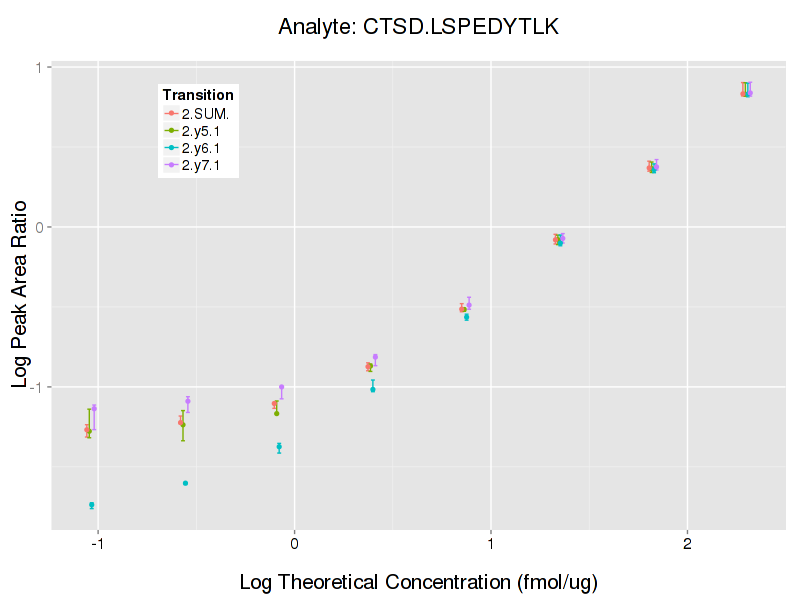 Analyte: CTSD.LSPEDYTLK
1
Transition
2.SUM.
2.y5.1
2.y6.1
2.y7.1
Log Peak Area Ratio
0
-1
-1 0 1 2
Log Theoretical Concentration (fmol/ug)